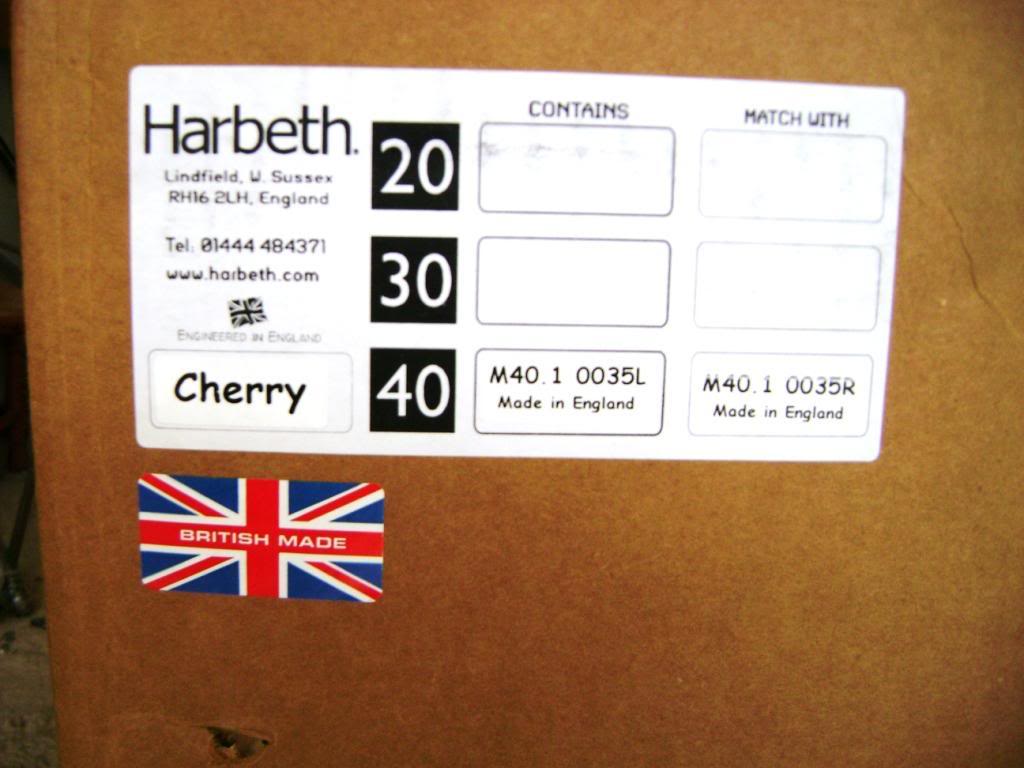 Harbeth.
Lindfield, W. Sussex
RH16 2LH, England
Tel: 01444 484371
www.harbeth.com
ENGINEERED IN ENGLAND
Cherry
CONTAINS
MATCH WITH
20
30
40
M40.1 0035L
Made in England
M40.1 0035R
Made in England
BRITISH MADE